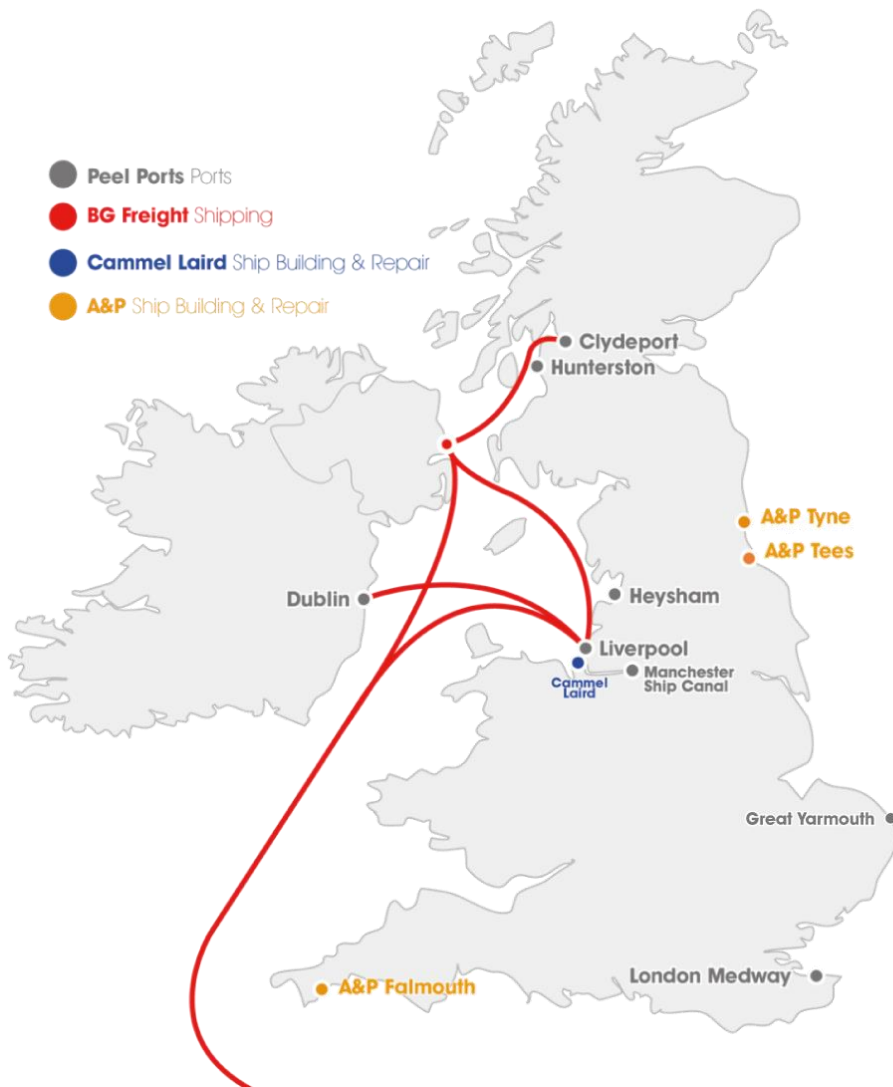 Peel Ports Ports
BG Freight Shipping
Cammel Laird Ship Building & Repair
A&P Ship Building & Repair
Clydeport
Hunterston
A&P Tyne
A&P Tees
Dublin
Heysham
Liverpool
Cammel
Laird
Manchester
Ship Canal
Great Yarmouth
London Medway
A&P Falmouth